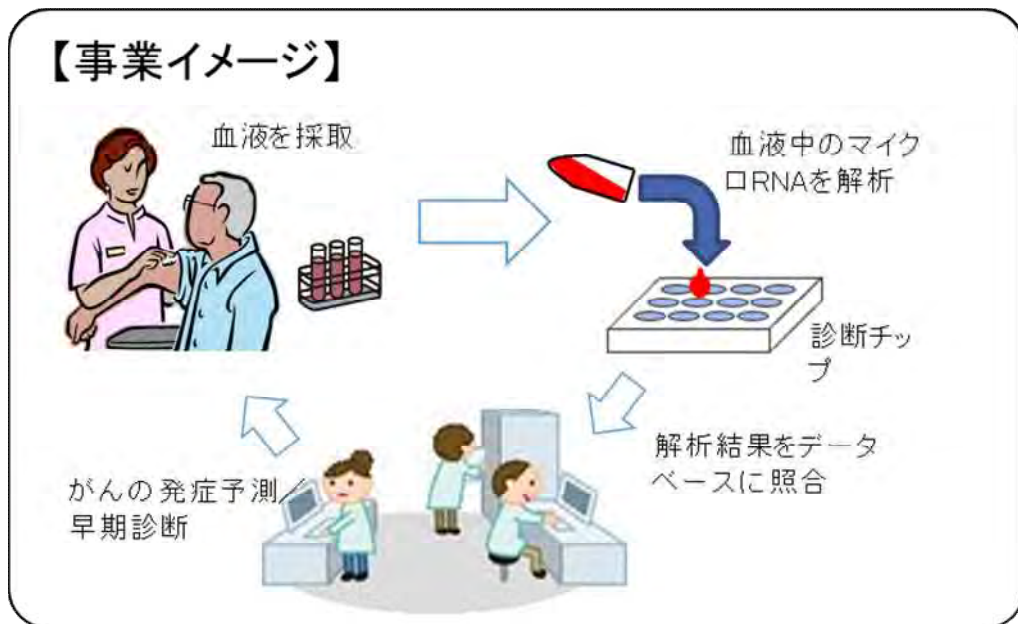 【事業イメージ】
血液を採取
血液中のマイク
ロRNAを解析
診断チッ
プ
解析結果をデータ
ベースに照合
がんの発症予測／
早期診断